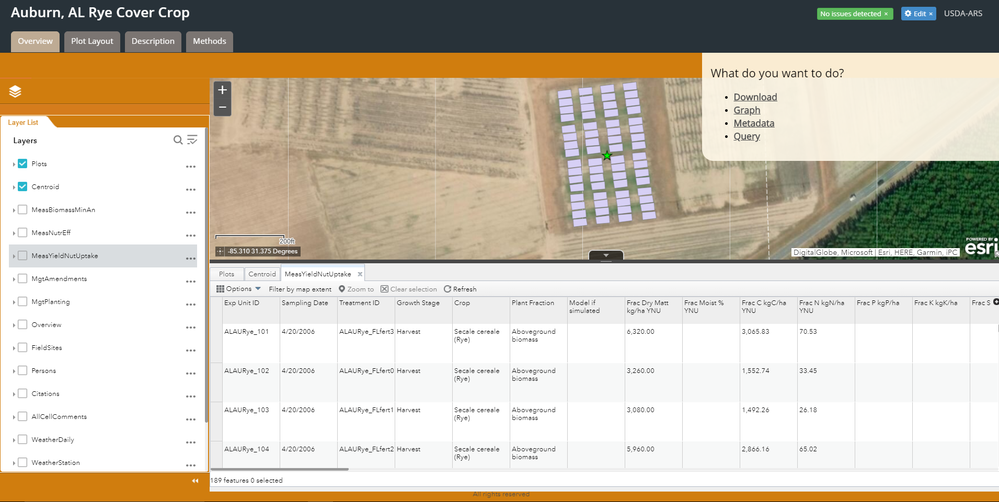 Auburn, AL Rye Cover Crop
No issues detected ×
Edit ×
USDA-ARS
Overview
Plot Layout
Description
Methods
What do you want to do?
Download
Graph
Metadata
Query
Layer List
Layers
Plots
Centroid
MeasBiomassMinAn
MeasNutrEff
MeasYieldNutUptake
MgtAmendments
MgtPlanting
Overview
FieldSites
Persons
Citations
AllCellComments
WeatherDaily
WeatherStation
+
−
200ft
-85.310 31.375 Degrees
POWERED BY
esri
DigitalGlobe, Microsoft | Esri, HERE, Garmin, iPC
Plots
Centroid
MeasYieldNutUptake ×
Options
Filter by map extent
Zoom to
Clear selection
Refresh
Exp Unit ID
Sampling Date
Treatment ID
Growth Stage
Crop
Plant Fraction
Model if
simulated
Frac Dry Matt
kg/ha YNU
Frac Moist %
YNU
Frac C kgC/ha
YNU
Frac N kgN/ha
YNU
Frac P kgP/ha
Frac K kgK/ha
Frac S
ALAURye_101
4/20/2006
ALAURye_FLfert3
Harvest
Secale cereale
(Rye)
Aboveground
biomass
6,320.00
3,065.83
70.53
ALAURye_102
4/20/2006
ALAURye_FLfert0
Harvest
Secale cereale
(Rye)
Aboveground
biomass
3,260.00
1,552.74
33.45
ALAURye_103
4/20/2006
ALAURye_FLfert1
Harvest
Secale cereale
(Rye)
Aboveground
biomass
3,080.00
1,492.26
26.18
ALAURye_104
4/20/2006
ALAURye_FLfert2
Harvest
Secale cereale
(Rye)
Aboveground
biomass
5,960.00
2,866.16
65.02
189 features 0 selected
All rights reserved